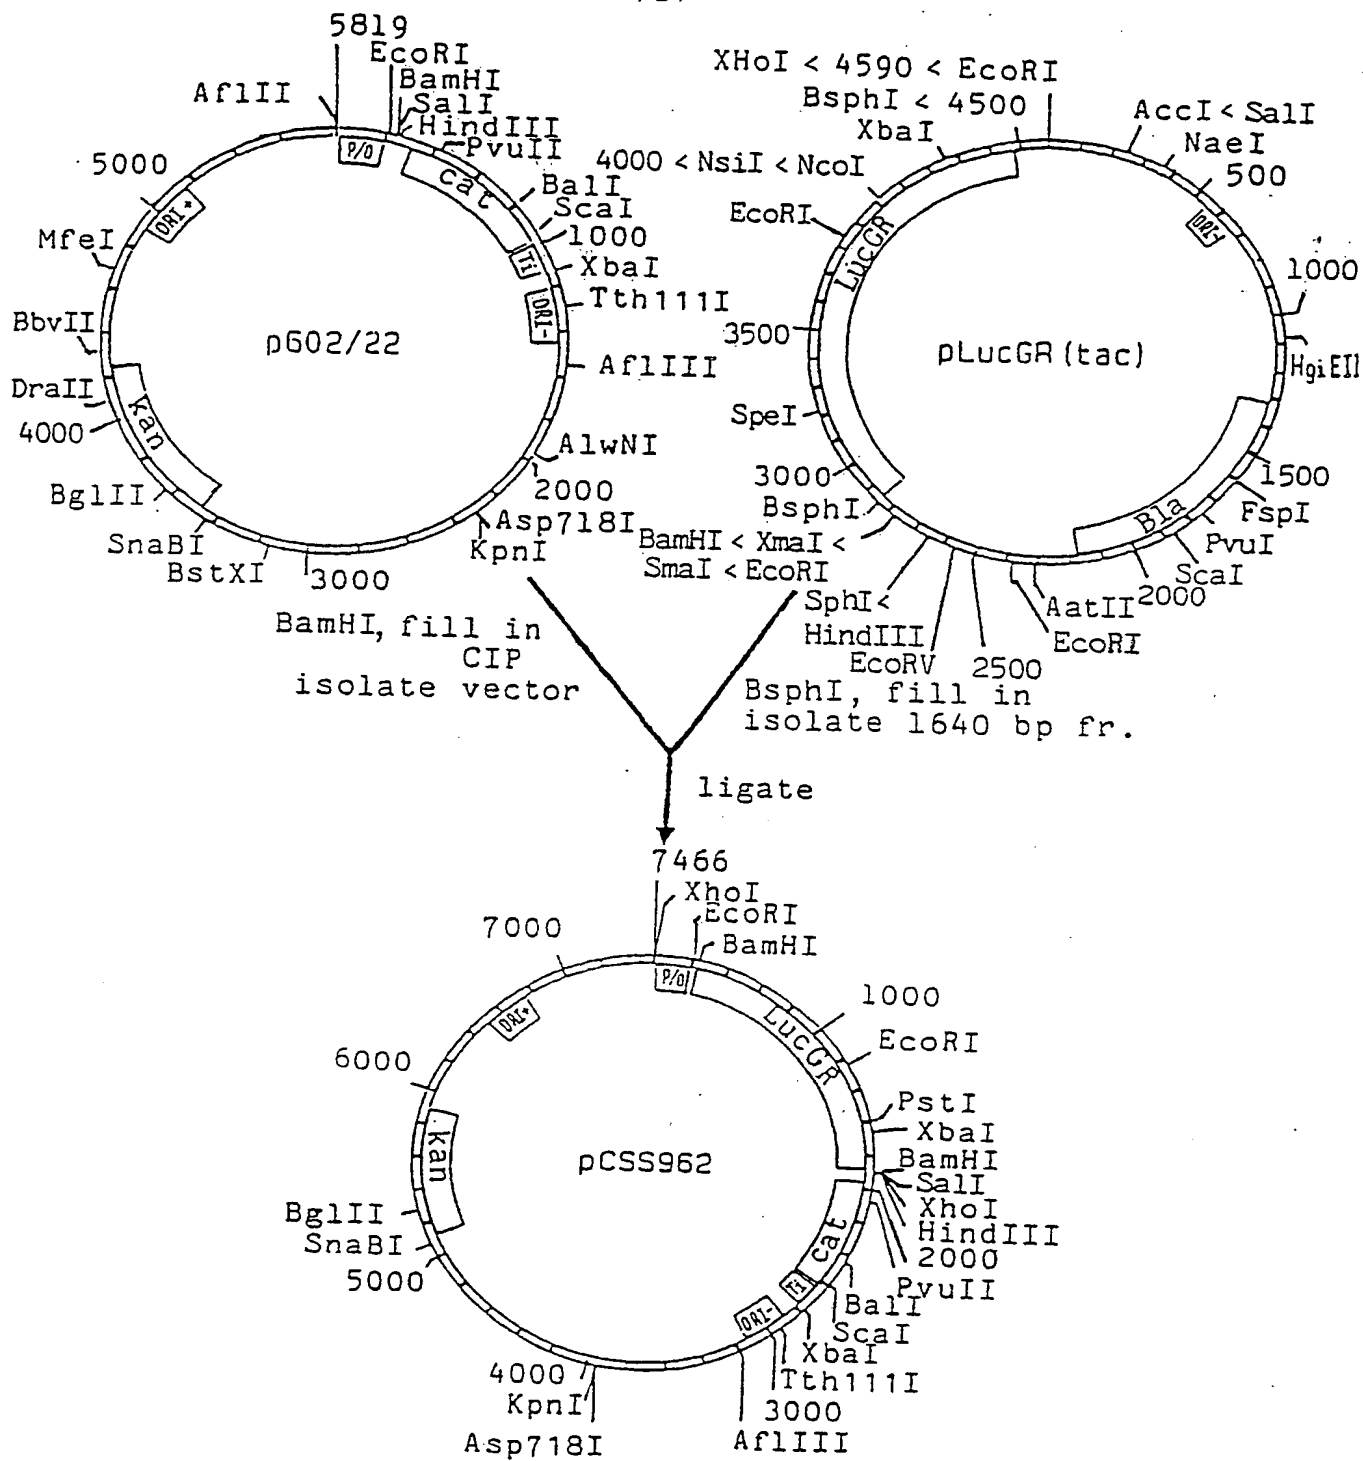 5819
EcoRI
BamHI
SalI
HindIII
PvuII
AflII
P/O
cat
BalI
ScaI
1000
XbaI
Tth111I
Ti
ORI-
AflIII
AlwNI
2000
Asp718I
KpnI
3000
BstXI
SnaBI
BglII
kan
4000
DraII
BbvII
MfeI
ORI+
5000
p602/22
XHoI < 4590 < EcoRI
BsphI < 4500
XbaI
4000 < NsiI < NcoI
EcoRI
LucGR
3500
SpeI
3000
BsphI
BamHI < XmaI <
SmaI < EcoRI
SphI <
HindIII
EcoRV
2500
EcoRI
AatII
2000
ScaI
PvuI
FspI
1500
Bla
HgiEII
1000
ORI-
500
NaeI
AccI < SalI
pLucGR(tac)
BamHI, fill in
CIP
isolate vector
BsphI, fill in
isolate 1640 bp fr.
ligate
7466
XhoI
EcoRI
BamHI
P/O
LucGR
1000
EcoRI
PstI
XbaI
BamHI
SalI
XhoI
HindIII
2000
PvuII
cat
BalI
ScaI
XbaI
Tth111I
Ti
ORI-
3000
AflIII
4000
KpnI
Asp718I
5000
SnaBI
BglII
kan
6000
ORI+
7000
pCSS962